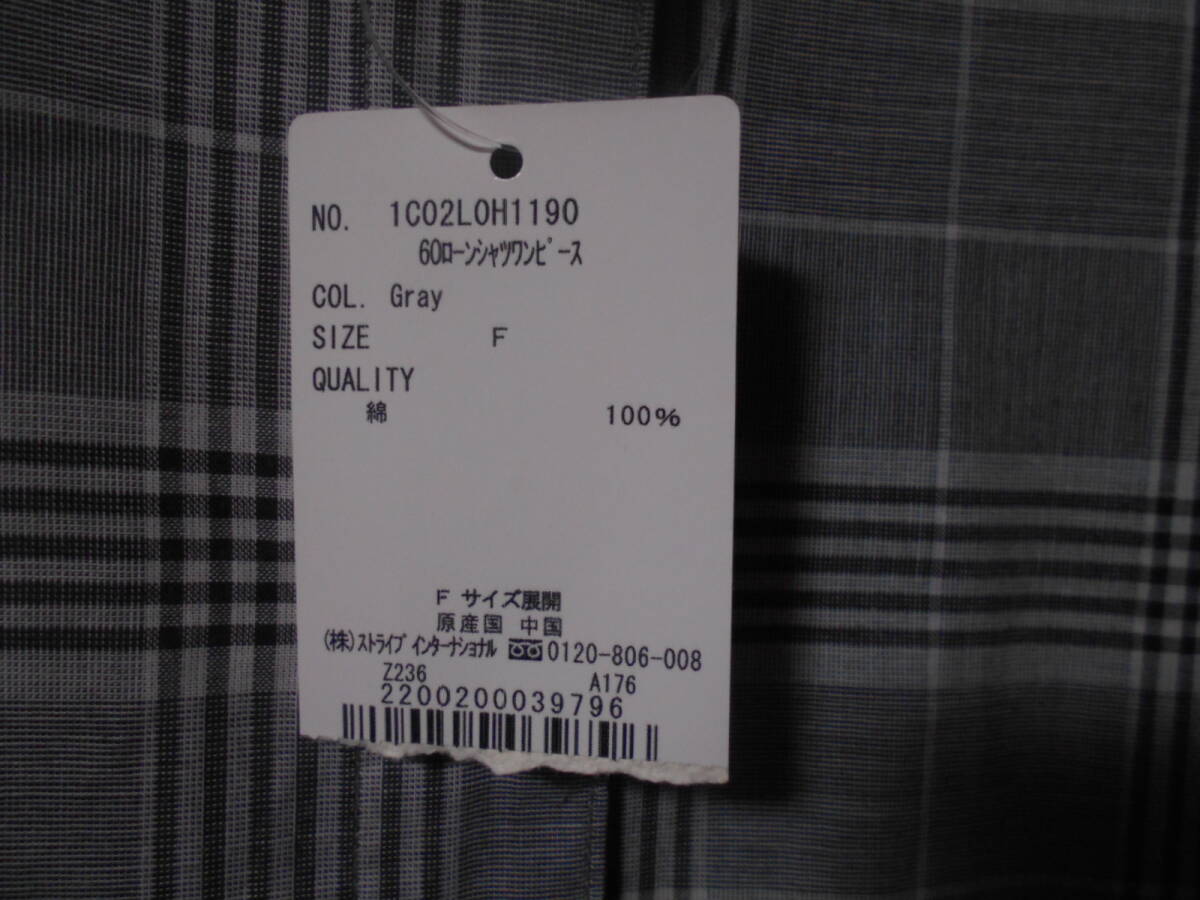 NO. 1C02L0H1190
60ﾛｰﾝｼｬﾂﾜﾝﾋﾟｰｽ
COL. Gray
SIZE F
QUALITY
綿 100%
F サイズ展開
原産国 中国
(株)ｽﾄﾗｲﾌﾟ ｲﾝﾀｰﾅｼｮﾅﾙ 0120-806-008
Z236 A176
2200200039796